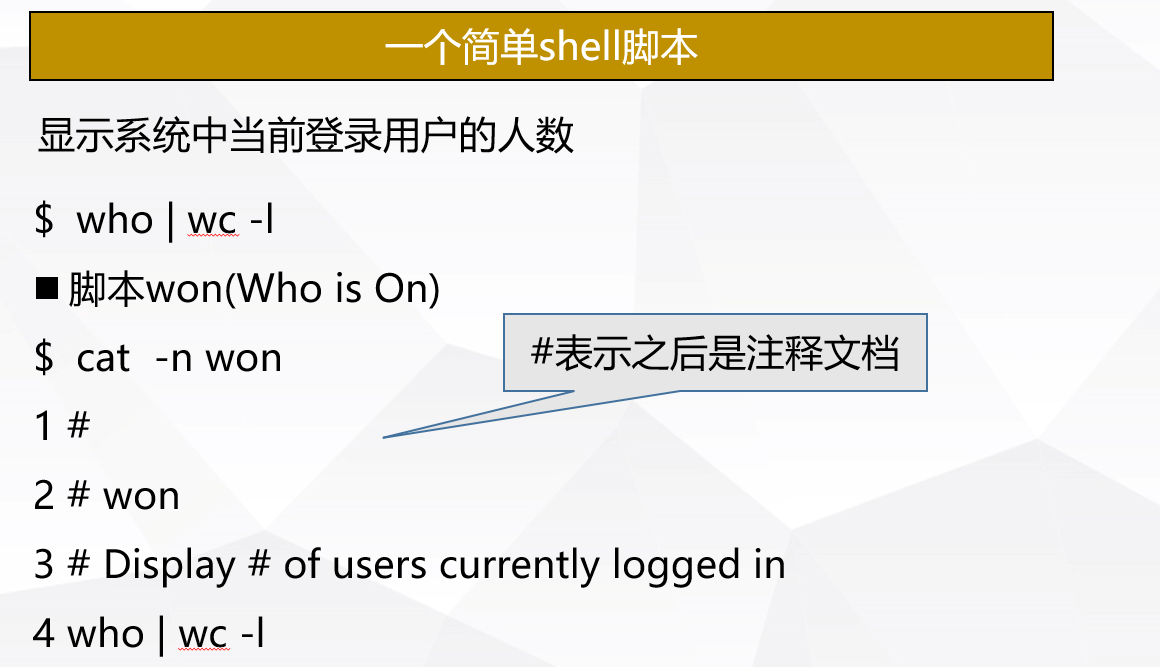 一个简单shell脚本
显示系统中当前登录用户的人数
$ who | wc -l
■ 脚本won(Who is On)
$ cat -n won
#表示之后是注释文档
1 #
2 # won
3 # Display # of users currently logged in
4 who | wc -l